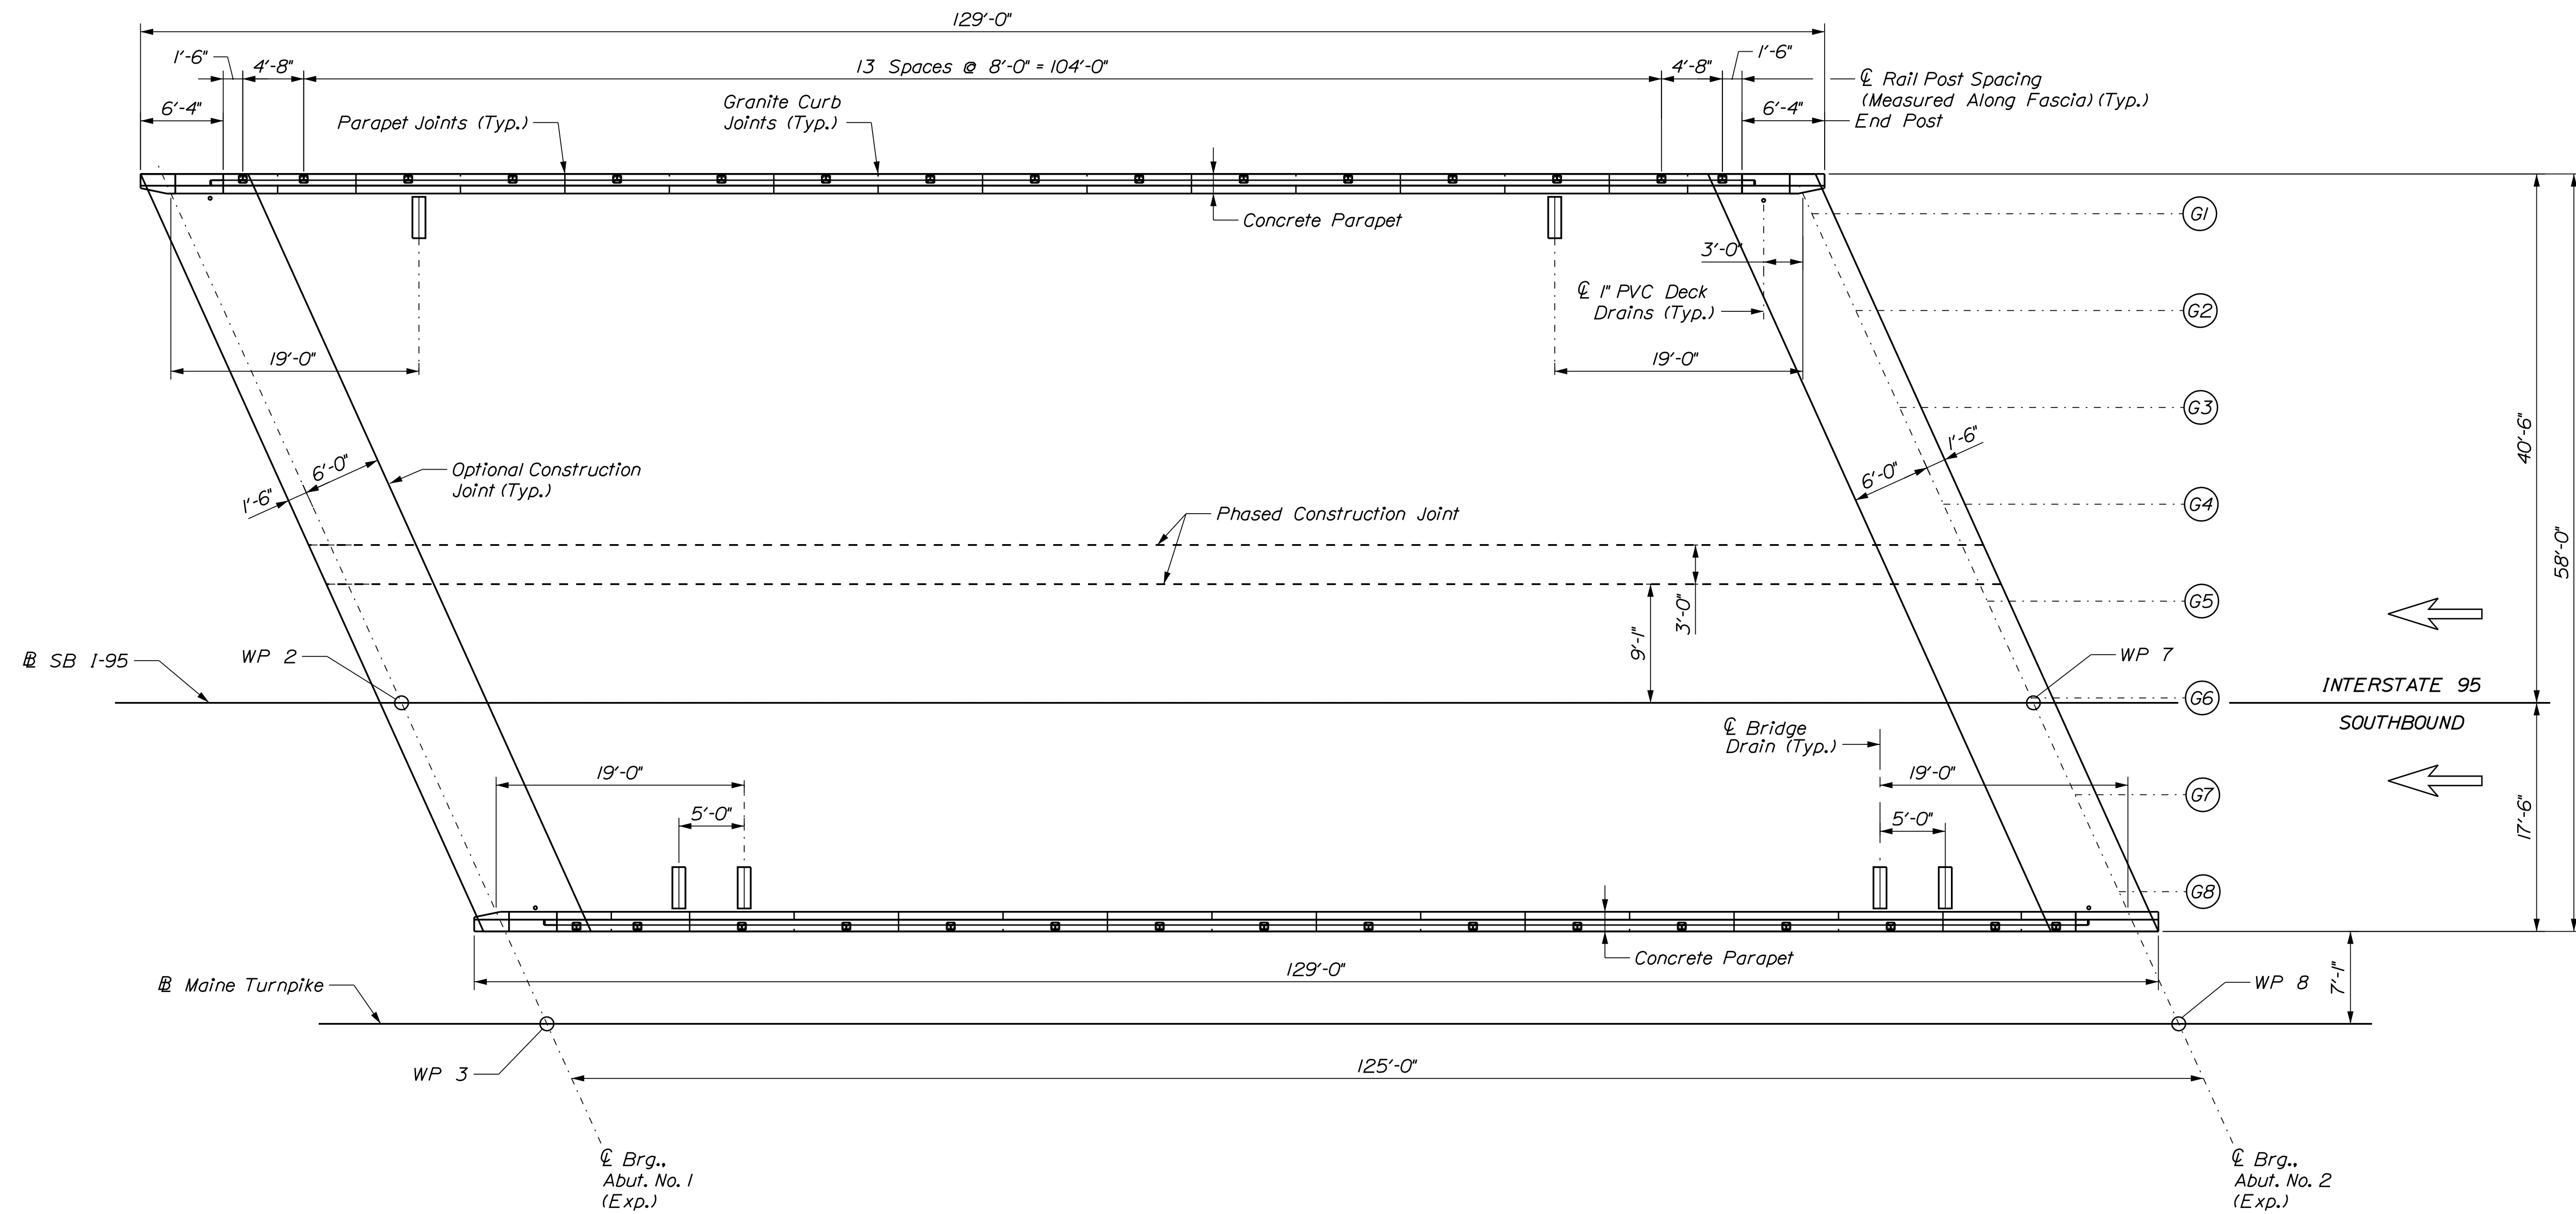 129'-0"
1'-6"
4'-8"
13 Spaces @ 8'-0" = 104'-0"
4'-8"
1'-6"
℄ Rail Post Spacing
(Measured Along Fascia) (Typ.)
6'-4"
Parapet Joints (Typ.)
Granite Curb
Joints (Typ.)
6'-4"
End Post
Concrete Parapet
G1
3'-0"
℄ 1" PVC Deck
Drains (Typ.)
G2
19'-0"
19'-0"
G3
40'-6"
58'-0"
1'-6"
6'-0"
Optional Construction
Joint (Typ.)
1'-6"
6'-0"
G4
Phased Construction Joint
3'-0"
9'-1"
G5
BL SB I-95
WP 2
WP 7
G6
INTERSTATE 95
SOUTHBOUND
℄ Bridge
Drain (Typ.)
19'-0"
19'-0"
5'-0"
5'-0"
G7
17'-6"
G8
Concrete Parapet
129'-0"
BL Maine Turnpike
WP 8
7'-1"
WP 3
125'-0"
℄ Brg.,
Abut. No. 1
(Exp.)
℄ Brg.,
Abut. No. 2
(Exp.)